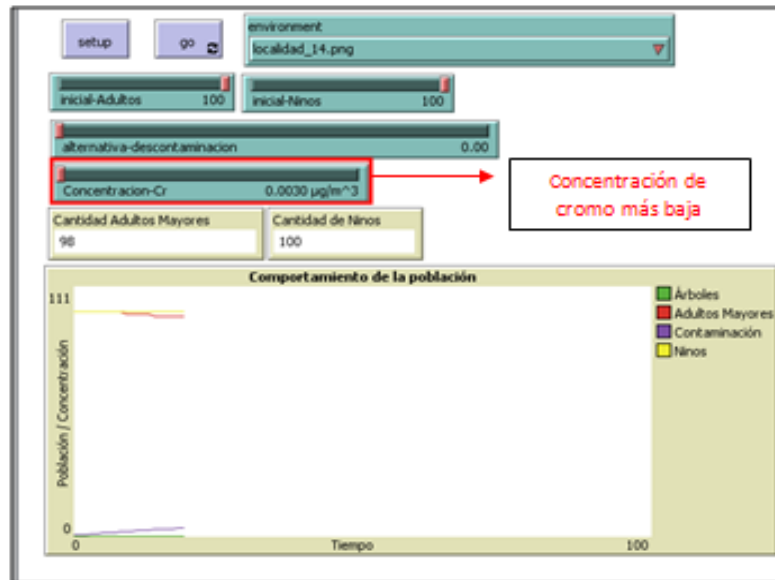 setup
go
environment
localidad_14.png
inicial-Adultos 100
inicial-Ninos 100
alternativa-descontaminacion 0.00
Concentracion-Cr 0.0030 µg/m^3
Concentración de
cromo más baja
Cantidad Adultos Mayores
98
Cantidad de Ninos
100
Comportamiento de la población
111
Población / Concentración
0
0
Tiempo
100
Árboles
Adultos Mayores
Contaminación
Ninos